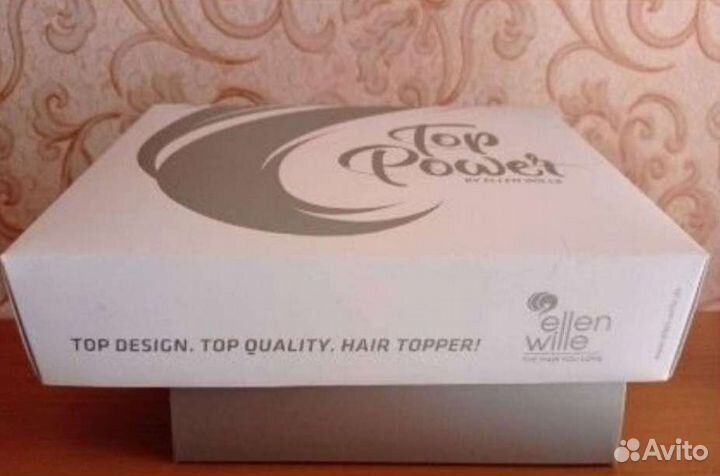 Top
Power
BY ELLEN WILLE
TOP DESIGN. TOP QUALITY. HAIR TOPPER!
ellen
wille
THE HAIR YOU LOVE
Avito